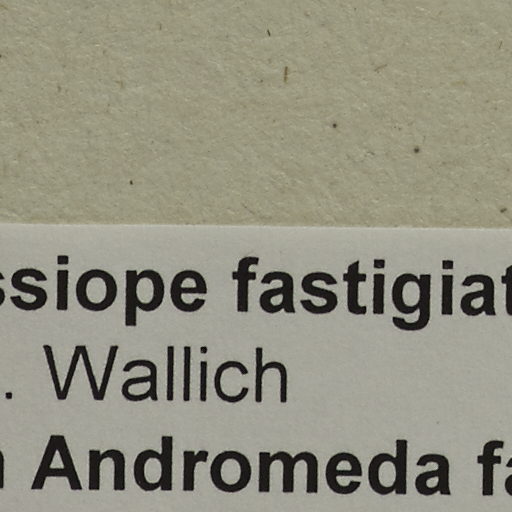 ssiope fastigiat
. Wallich
Andromeda fa